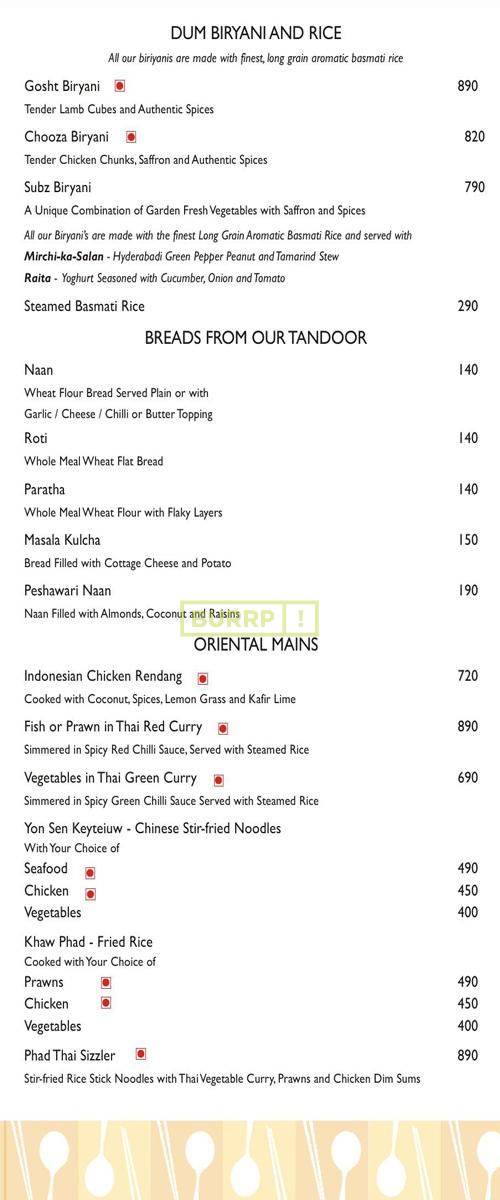 DUM BIRYANI AND RICE
All our biriyanis are made with finest, long grain aromatic basmati rice
Gosht Biryani 890
Tender Lamb Cubes and Authentic Spices
Chooza Biryani 820
Tender Chicken Chunks, Saffron and Authentic Spices
Subz Biryani 790
A Unique Combination of Garden Fresh Vegetables with Saffron and Spices
All our Biryani's are made with the finest Long Grain Aromatic Basmati Rice and served with
Mirchi-ka-Salan - Hyderabadi Green Pepper Peanut and Tamarind Stew
Raita - Yoghurt Seasoned with Cucumber, Onion and Tomato
Steamed Basmati Rice 290
BREADS FROM OUR TANDOOR
Naan 140
Wheat Flour Bread Served Plain or with
Garlic / Cheese / Chilli or Butter Topping
Roti 140
Whole Meal Wheat Flat Bread
Paratha 140
Whole Meal Wheat Flour with Flaky Layers
Masala Kulcha 150
Bread Filled with Cottage Cheese and Potato
Peshawari Naan 190
Naan Filled with Almonds, Coconut and Raisins
BURRP !
ORIENTAL MAINS
Indonesian Chicken Rendang 720
Cooked with Coconut, Spices, Lemon Grass and Kafir Lime
Fish or Prawn in Thai Red Curry 890
Simmered in Spicy Red Chilli Sauce, Served with Steamed Rice
Vegetables in Thai Green Curry 690
Simmered in Spicy Green Chilli Sauce Served with Steamed Rice
Yon Sen Keyteiuw - Chinese Stir-fried Noodles
With Your Choice of
Seafood 490
Chicken 450
Vegetables 400
Khaw Phad - Fried Rice
Cooked with Your Choice of
Prawns 490
Chicken 450
Vegetables 400
Phad Thai Sizzler 890
Stir-fried Rice Stick Noodles with Thai Vegetable Curry, Prawns and Chicken Dim Sums